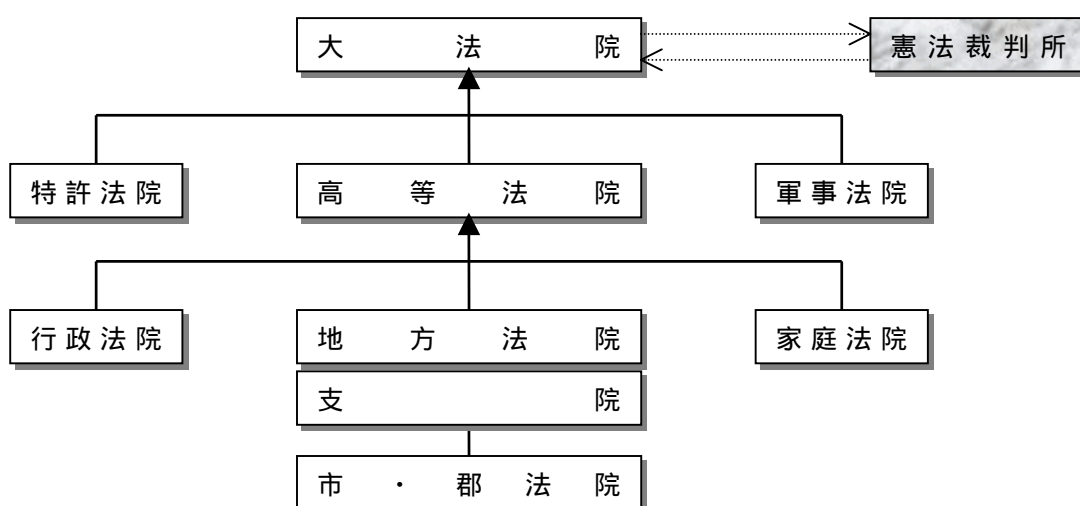 大法院
憲法裁判所
特許法院
高等法院
軍事法院
行政法院
地方法院
家庭法院
支院
市・郡法院